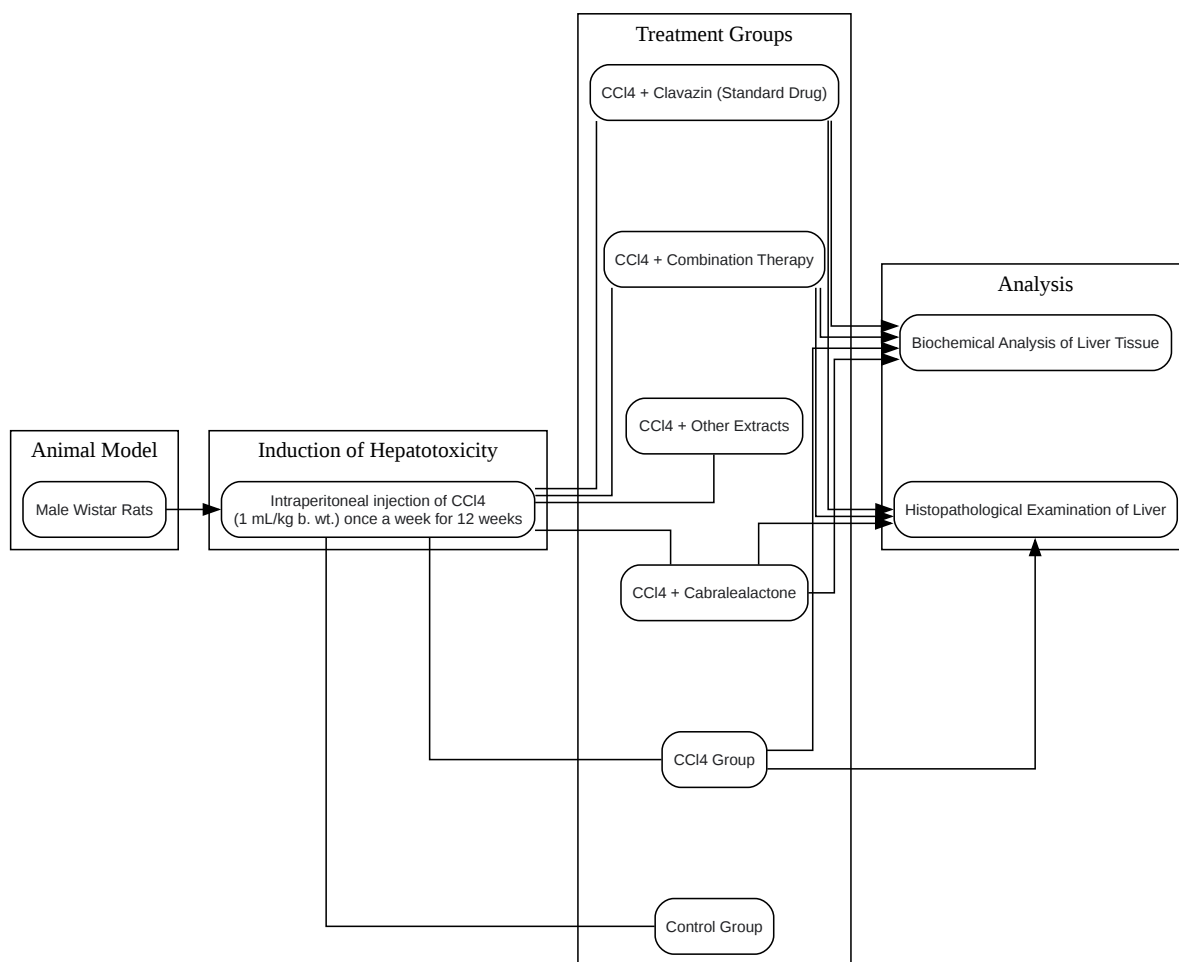 Treatment Groups
CCl4 + Clavazin (Standard Drug)
CCl4 + Combination Therapy
Analysis
Biochemical Analysis of Liver Tissue
CCl4 + Other Extracts
Animal Model
Induction of Hepatotoxicity
Male Wistar Rats
Intraperitoneal injection of CCl4
(1 mL/kg b. wt.) once a week for 12 weeks
Histopathological Examination of Liver
CCl4 + Cabralealactone
CCl4 Group
Control Group